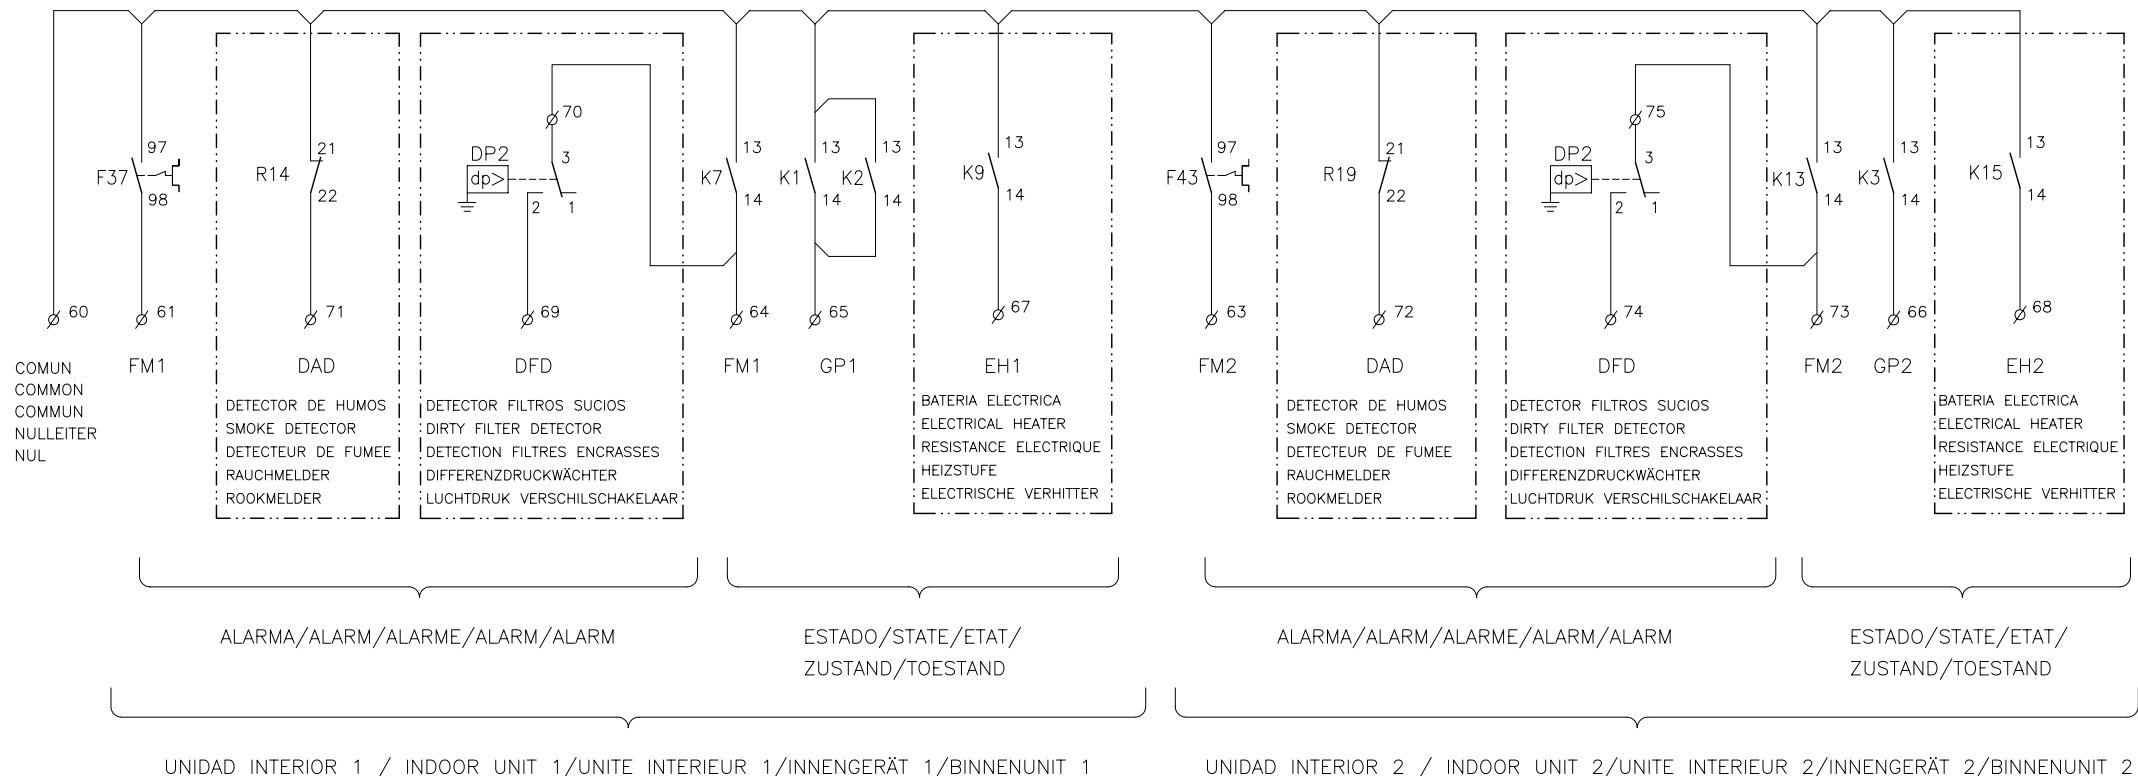 70
75
97
21
DP2
3
13
13
13
13
97
21
DP2
3
13
13
13
F37
R14
dp>
K7
K1
K2
K9
F43
R19
dp>
K13
K3
K15
98
22
2
1
14
14
14
14
98
22
2
1
14
14
14
60
61
71
69
64
65
67
63
72
74
73
66
68
COMUN
COMMON
COMMUN
NULLEITER
NUL
FM1
DAD
DFD
FM1
GP1
EH1
FM2
DAD
DFD
FM2
GP2
EH2
DETECTOR DE HUMOS
SMOKE DETECTOR
DETECTEUR DE FUMEE
RAUCHMELDER
ROOKMELDER
DETECTOR FILTROS SUCIOS
DIRTY FILTER DETECTOR
DETECTION FILTRES ENCRASSES
DIFFERENZDRUCKWÄCHTER
LUCHTDRUK VERSCHILSCHAKELAAR
BATERIA ELECTRICA
ELECTRICAL HEATER
RESISTANCE ELECTRIQUE
HEIZSTUFE
ELECTRISCHE VERHITTER
DETECTOR DE HUMOS
SMOKE DETECTOR
DETECTEUR DE FUMEE
RAUCHMELDER
ROOKMELDER
DETECTOR FILTROS SUCIOS
DIRTY FILTER DETECTOR
DETECTION FILTRES ENCRASSES
DIFFERENZDRUCKWÄCHTER
LUCHTDRUK VERSCHILSCHAKELAAR
BATERIA ELECTRICA
ELECTRICAL HEATER
RESISTANCE ELECTRIQUE
HEIZSTUFE
ELECTRISCHE VERHITTER
ALARMA/ALARM/ALARME/ALARM/ALARM
ESTADO/STATE/ETAT/
ZUSTAND/TOESTAND
ALARMA/ALARM/ALARME/ALARM/ALARM
ESTADO/STATE/ETAT/
ZUSTAND/TOESTAND
UNIDAD INTERIOR 1 / INDOOR UNIT 1/UNITE INTERIEUR 1/INNENGERÄT 1/BINNENUNIT 1
UNIDAD INTERIOR 2 / INDOOR UNIT 2/UNITE INTERIEUR 2/INNENGERÄT 2/BINNENUNIT 2